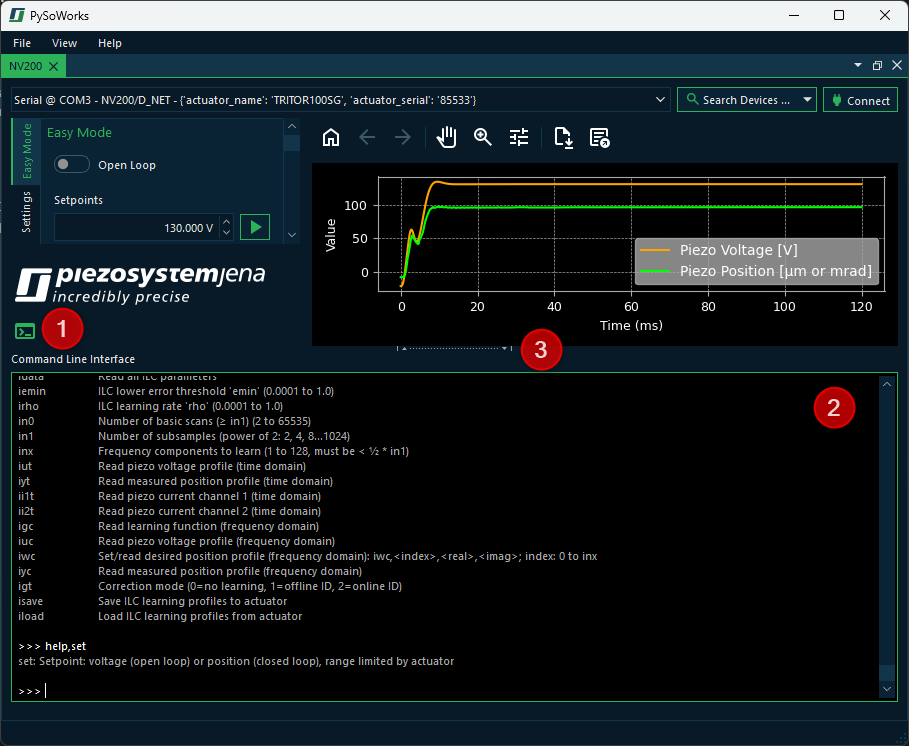 PySoWorks
File View Help
NV200
Serial @ COM3 - NV200/D_NET - {'actuator_name': 'TRITOR100SG', 'actuator_serial': '85533'}
Search Devices ...
Connect
Easy Mode
Settings
Easy Mode
Open Loop
Setpoints
130.000 V
piezosystemjena
incredibly precise
Value
100
50
0
Piezo Voltage [V]
Piezo Position [µm or mrad]
0 20 40 60 80 100 120
Time (ms)
1
3
Command Line Interface
2
idata Read all ILC parameters
iemin ILC lower error threshold `emin` (0.0001 to 1.0)
irho ILC learning rate `rho` (0.0001 to 1.0)
in0 Number of basic scans (≥ in1) (2 to 65535)
in1 Number of subsamples (power of 2: 2, 4, 8...1024)
inx Frequency components to learn (1 to 128, must be < ½ * in1)
iut Read piezo voltage profile (time domain)
iyt Read measured position profile (time domain)
ii1t Read piezo current channel 1 (time domain)
ii2t Read piezo current channel 2 (time domain)
igc Read learning function (frequency domain)
iuc Read piezo voltage profile (frequency domain)
iwc Set/read desired position profile (frequency domain): iwc,<index>,<real>,<imag>; index: 0 to inx
iyc Read measured position profile (frequency domain)
igt Correction mode (0=no learning, 1=offline ID, 2=online ID)
isave Save ILC learning profiles to actuator
iload Load ILC learning profiles from actuator
>>> help,set
set: Setpoint: voltage (open loop) or position (closed loop), range limited by actuator
>>>